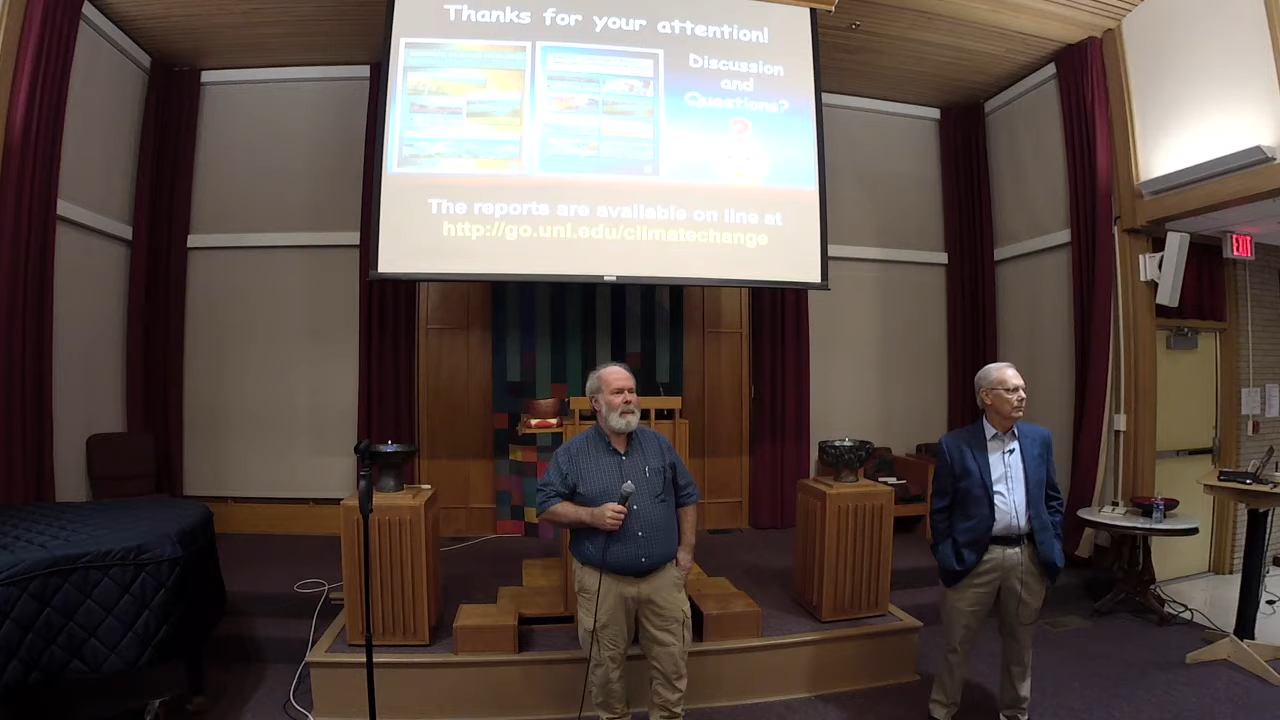 Thanks for your attention!
Discussion
and
Questions?
?
The reports are available on line at
http://go.unl.edu/climatechange
EXIT